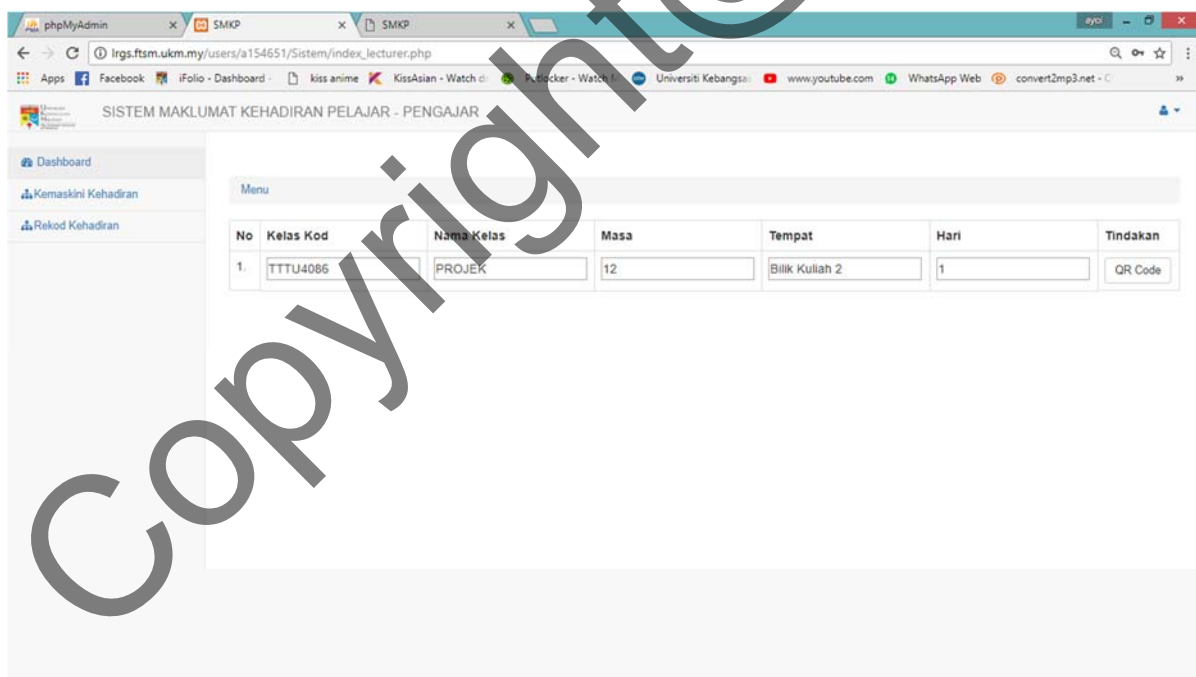 phpMyAdmin SMKP SMKP ayoi
lrgs.ftsm.ukm.my/users/a154651/Sistem/index_lecturer.php
Apps Facebook iFolio - Dashboard - kiss anime KissAsian - Watch Putlocker - Watch Universiti Kebangsa www.youtube.com WhatsApp Web convert2mp3.net - C »
SISTEM MAKLUMAT KEHADIRAN PELAJAR - PENGAJAR
Dashboard
Kemaskini Kehadiran
Rekod Kehadiran
Menu
No Kelas Kod Nama Kelas Masa Tempat Hari Tindakan
1. TTTU4086 PROJEK 12 Bilik Kuliah 2 1 QR Code
Copyright@